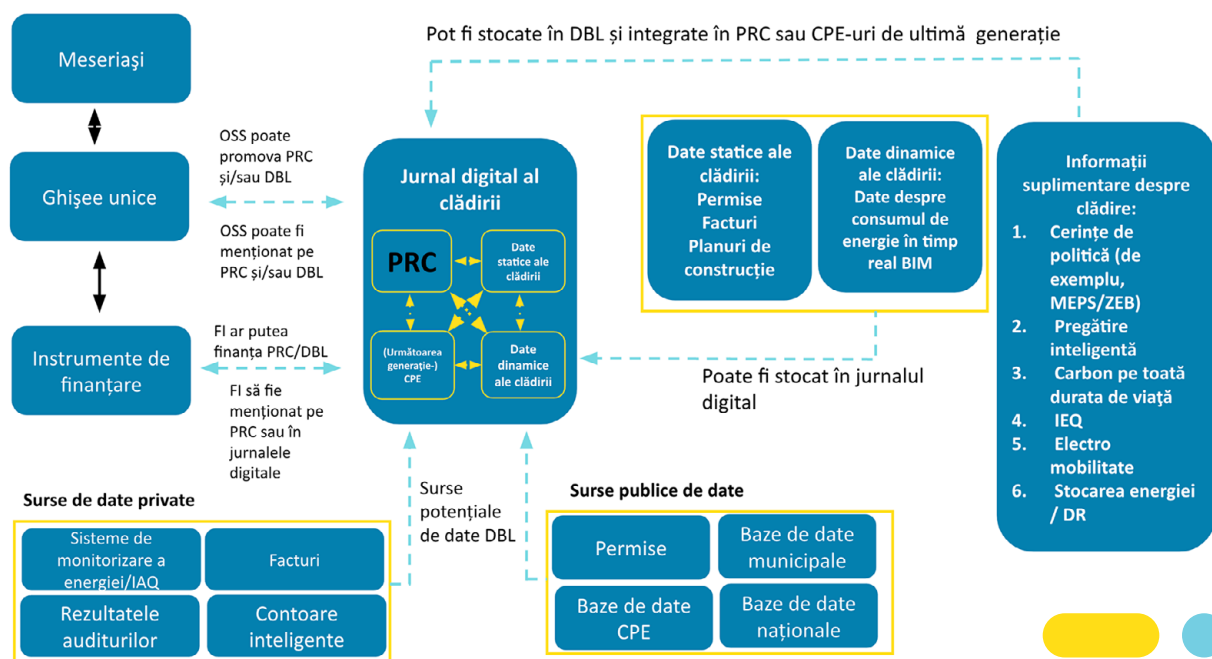 Pot fi stocate în DBL și integrate în PRC sau CPE-uri de ultimă generație
Meseriași
Ghișee unice
Instrumente de
finanțare
OSS poate
promova PRC
și/sau DBL
OSS poate fi
menționat pe
PRC și/sau DBL
FI ar putea
finanța PRC/DBL
FI să fie
menționat pe
PRC sau în
jurnalele
digitale
Jurnal digital al
clădirii
PRC
Date
statice ale
clădirii
(Următoarea
generație-)
CPE
Date
dinamice
ale clădirii
Date statice ale
clădirii:
Permise
Facturi
Planuri de
construcție
Date dinamice
ale clădirii:
Date despre
consumul de
energie în timp
real BIM
Poate fi stocat în jurnalul
digital
Informații
suplimentare despre
clădire:
1. Cerințe de
politică (de
exemplu,
MEPS/ZEB)
2. Pregătire
inteligentă
3. Carbon pe toată
durata de viață
4. IEQ
5. Electro
mobilitate
6. Stocarea energiei
/ DR
Surse de date private
Sisteme de
monitorizare a
energiei/IAQ
Facturi
Rezultatele
auditurilor
Contoare
inteligente
Surse
potențiale
de date DBL
Surse publice de date
Permise
Baze de date
municipale
Baze de date
CPE
Baze de date
naționale